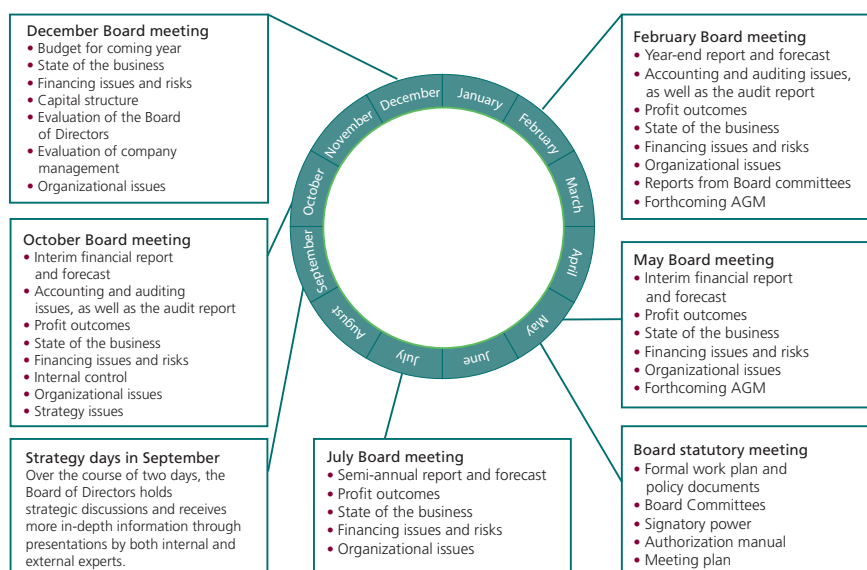 December Board meeting
• Budget for coming year
• State of the business
• Financing issues and risks
• Capital structure
• Evaluation of the Board
of Directors
• Evaluation of company
management
• Organizational issues
October Board meeting
• Interim financial report
and forecast
• Accounting and auditing
issues, as well as the audit report
• Profit outcomes
• State of the business
• Financing issues and risks
• Internal control
• Organizational issues
• Strategy issues
Strategy days in September
Over the course of two days, the
Board of Directors holds
strategic discussions and receives
more in-depth information through
presentations by both internal and
external experts.
January
February
March
April
May
June
July
August
September
October
November
December
July Board meeting
• Semi-annual report and forecast
• Profit outcomes
• State of the business
• Financing issues and risks
• Organizational issues
February Board meeting
• Year-end report and forecast
• Accounting and auditing issues,
as well as the audit report
• Profit outcomes
• State of the business
• Financing issues and risks
• Organizational issues
• Reports from Board committees
• Forthcoming AGM
May Board meeting
• Interim financial report
and forecast
• Profit outcomes
• State of the business
• Financing issues and risks
• Organizational issues
• Forthcoming AGM
Board statutory meeting
• Formal work plan and
policy documents
• Board Committees
• Signatory power
• Authorization manual
• Meeting plan